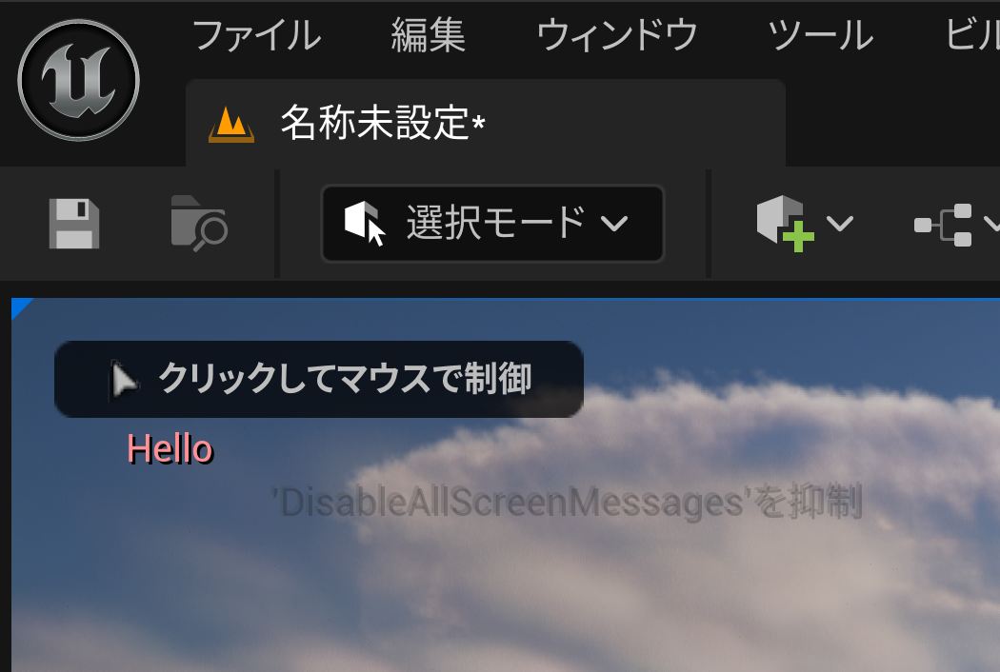 ファイル 編集 ウィンドウ ツール ビル
名称未設定*
選択モード
クリックしてマウスで制御
Hello
'DisableAllScreenMessages'を抑制